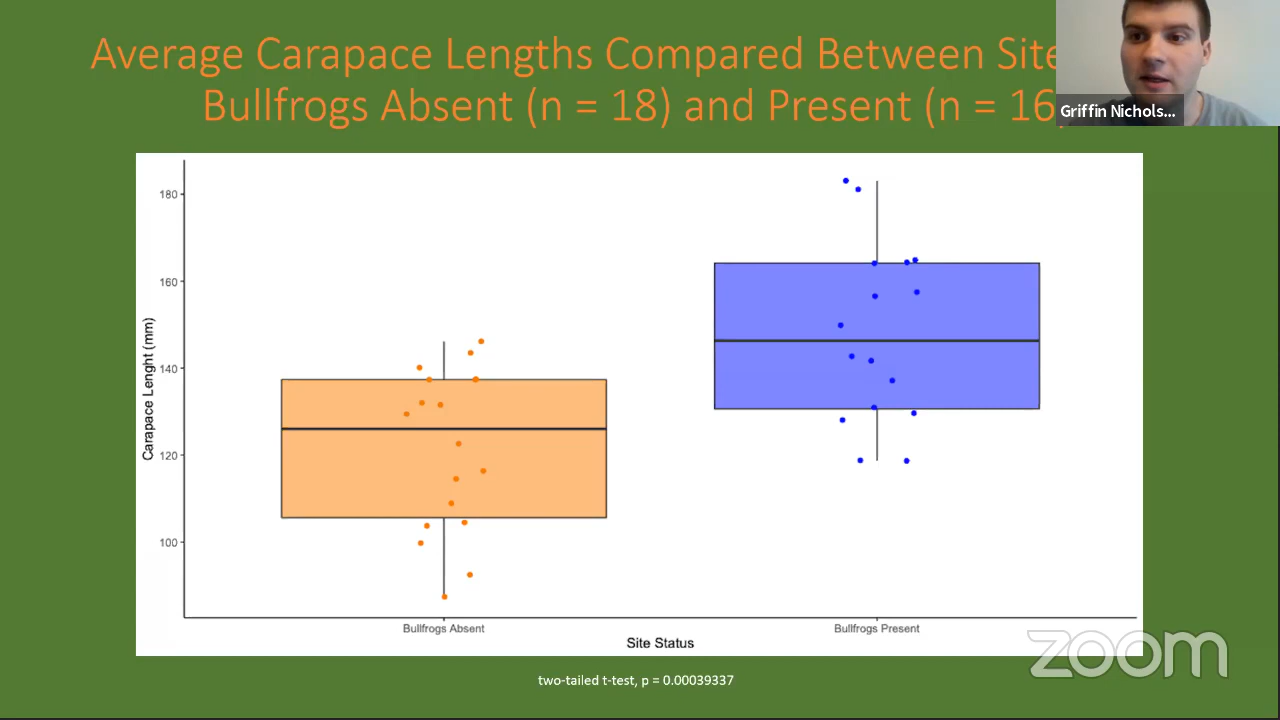 Average Carapace Lengths Compared Between Site
Bullfrogs Absent (n = 18) and Present (n = 16
Griffin Nichols...
180
160
140
120
100
Carapace Lenght (mm)
Bullfrogs Absent
Bullfrogs Present
Site Status
zoom
two-tailed t-test, p = 0.00039337